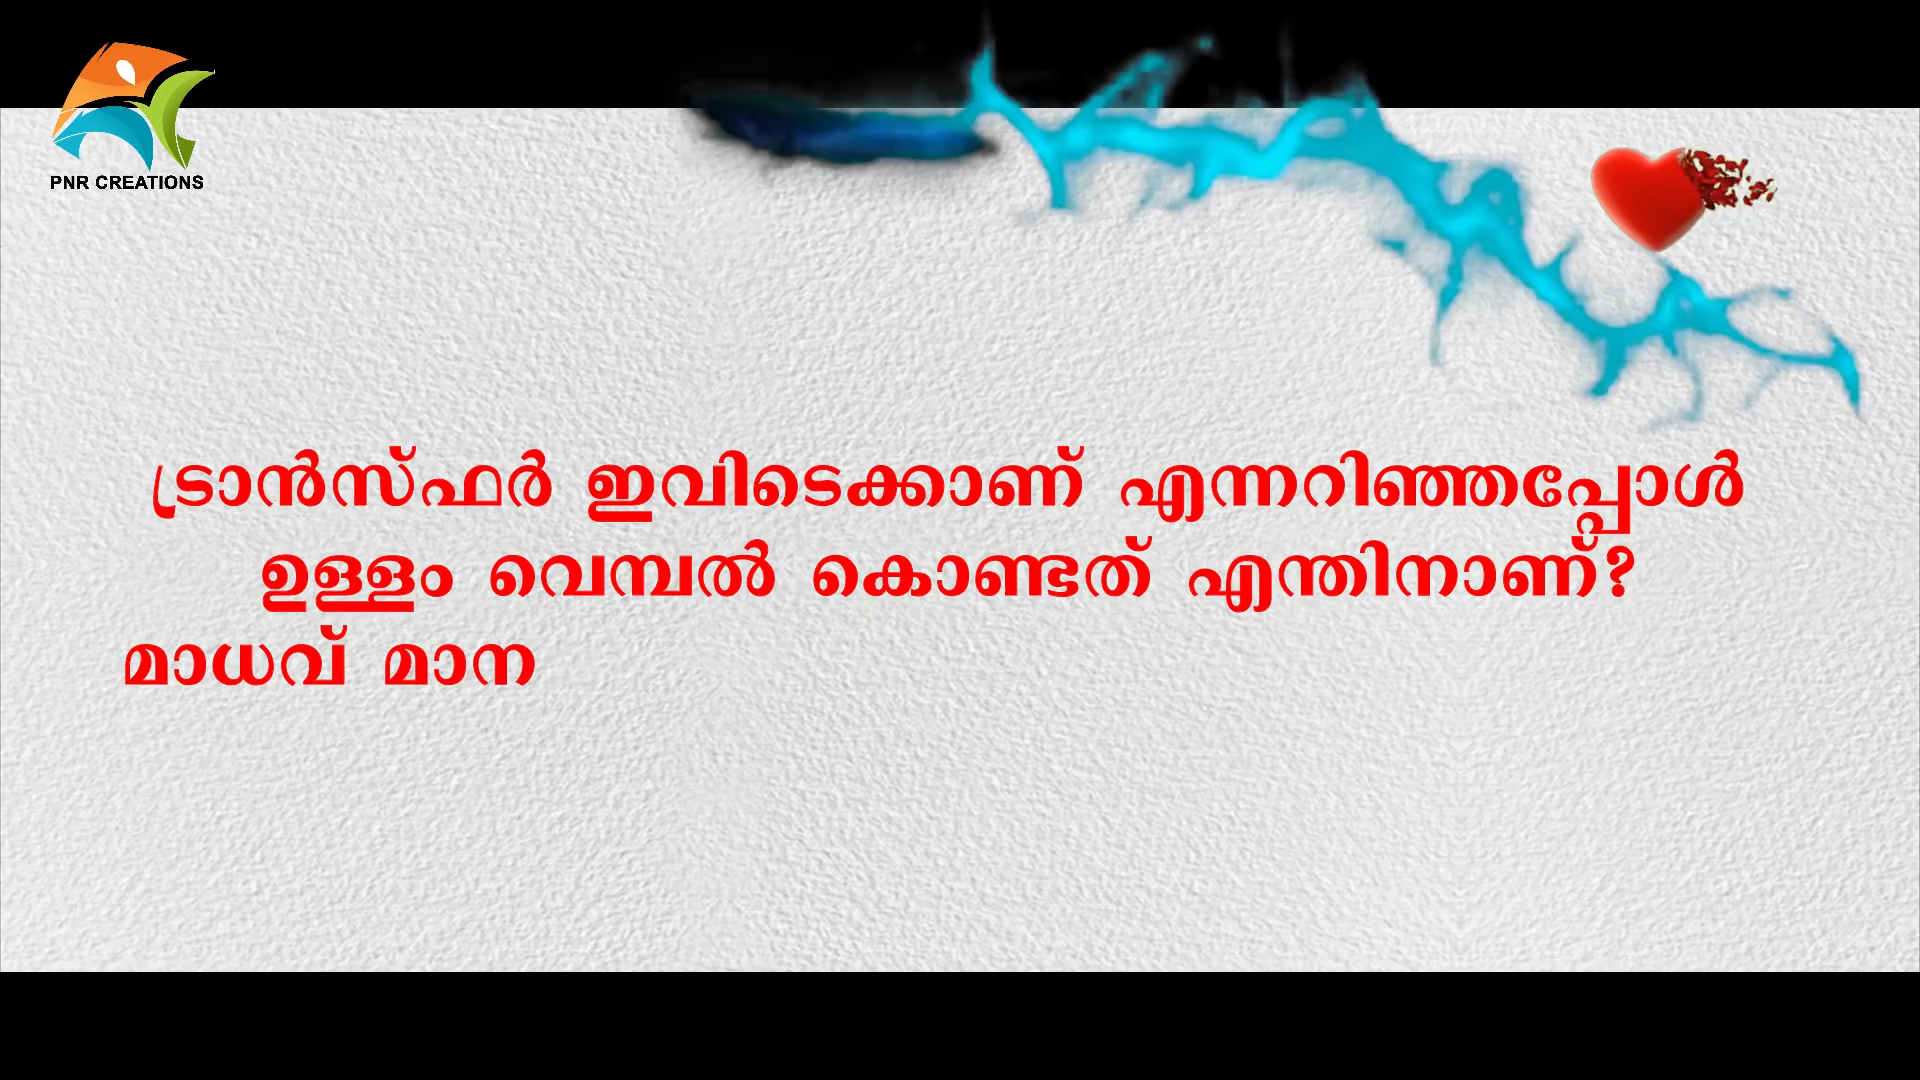 PNR CREATIONS
ട്രാൻസ്ഫർ ഇവിടെക്കാണ് എന്നറിഞ്ഞപ്പോൾ
ഉള്ളം വെമ്പൽ കൊണ്ടത് എന്തിനാണ്?
മാധവ് മാന